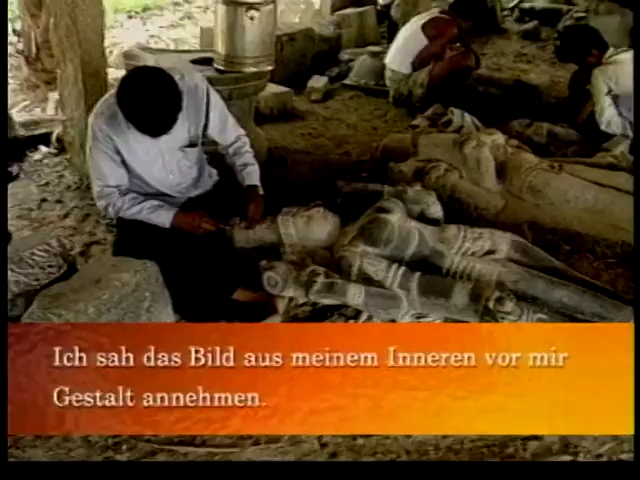 Ich sah das Bild aus meinem Inneren vor mir
Gestalt annehmen.